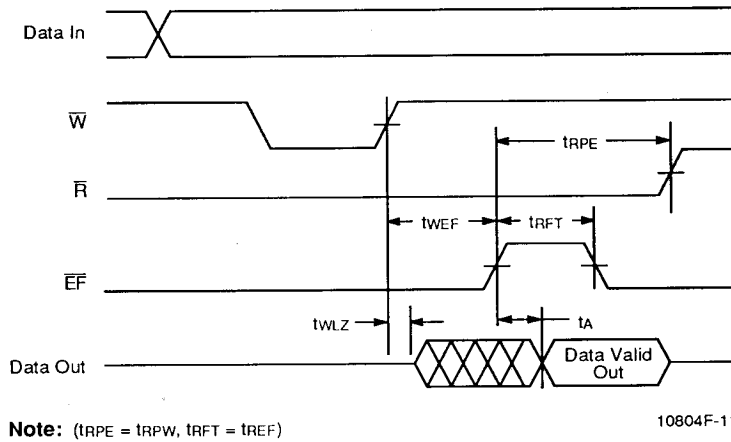 Data In
W
tRPE
R
tWEF
tRFT
EF
tWLZ
tA
Data Out
Data Valid
Out
Note: (tRPE = tRPW, tRFT = tREF)
10804F-1